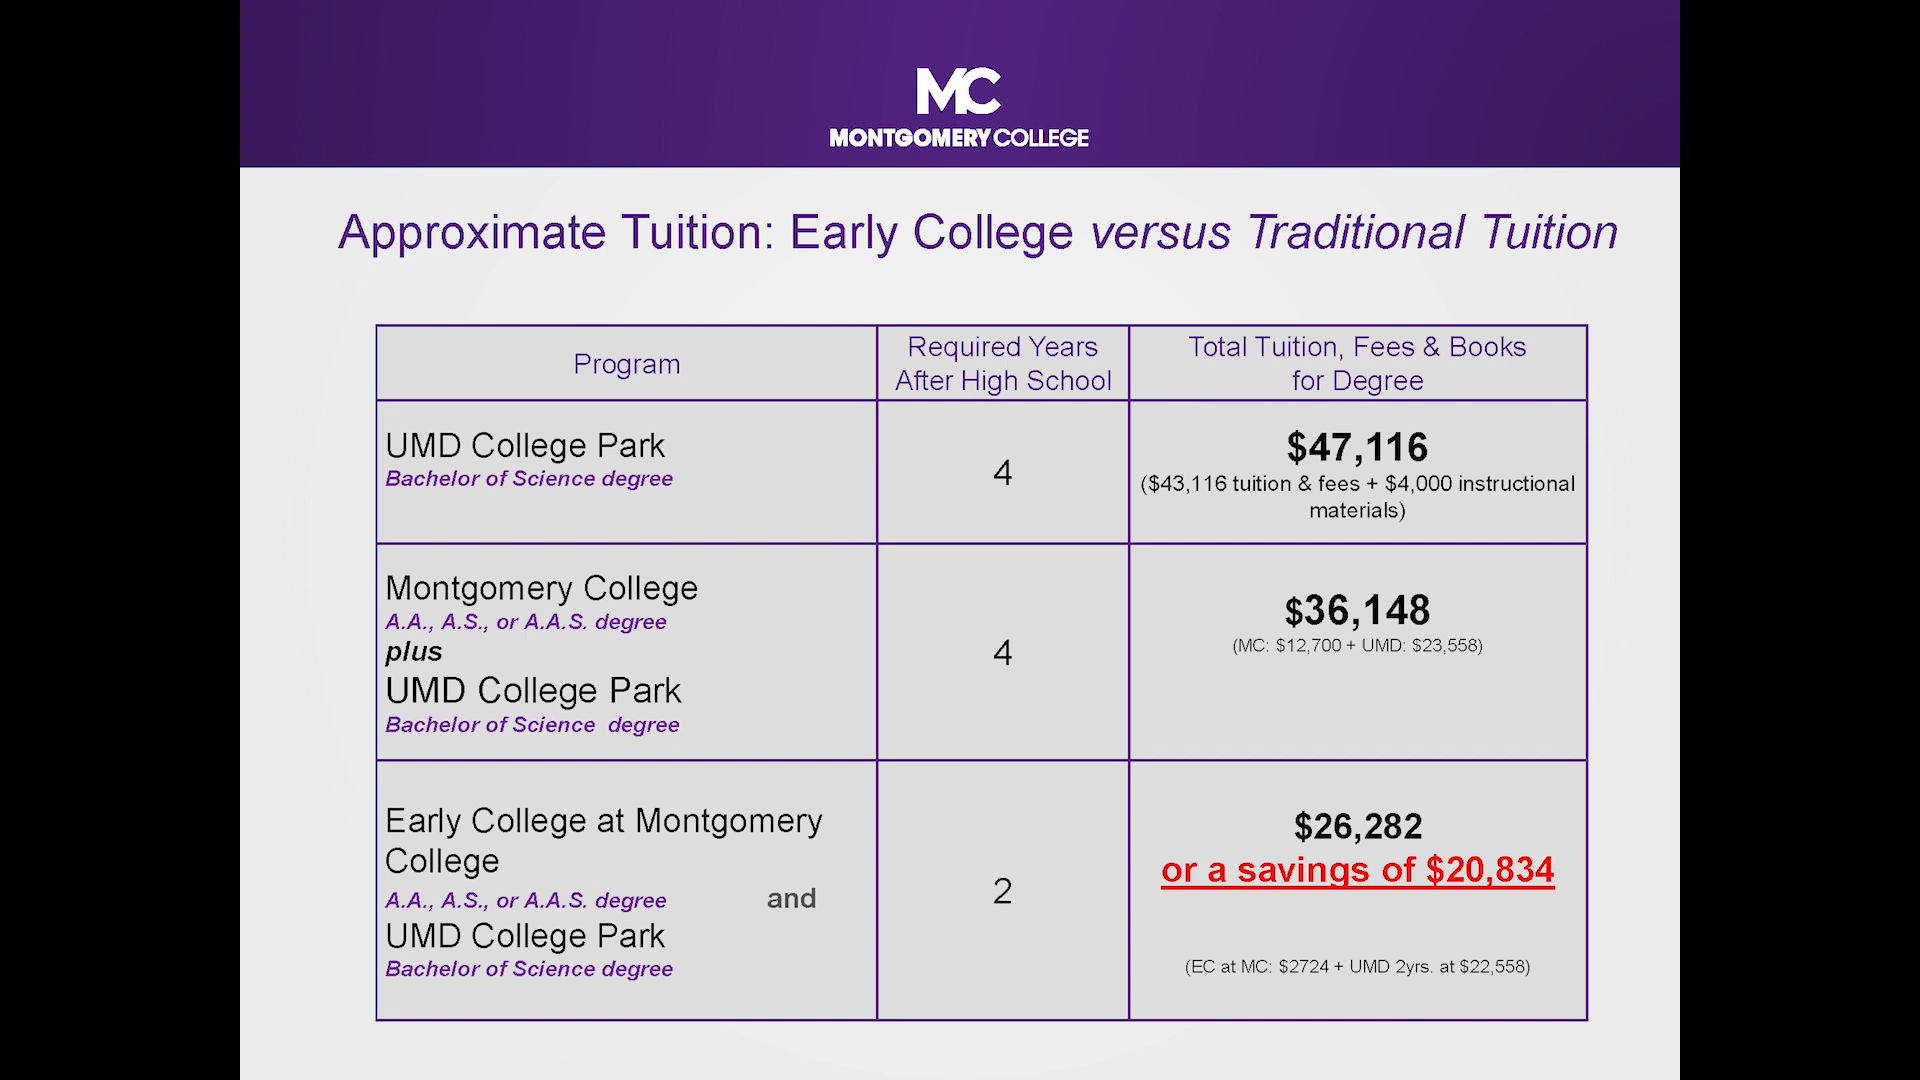 MC
MONTGOMERY COLLEGE
Approximate Tuition: Early College versus Traditional Tuition
Program
Required Years
After High School
Total Tuition, Fees & Books
for Degree
UMD College Park
Bachelor of Science degree
4
$47,116
($43,116 tuition & fees + $4,000 instructional
materials)
Montgomery College
A.A., A.S., or A.A.S. degree
plus
UMD College Park
Bachelor of Science degree
4
$36,148
(MC: $12,700 + UMD: $23,558)
Early College at Montgomery
College
A.A., A.S., or A.A.S. degree and
UMD College Park
Bachelor of Science degree
2
$26,282
or a savings of $20,834
(EC at MC: $2724 + UMD 2yrs. at $22,558)